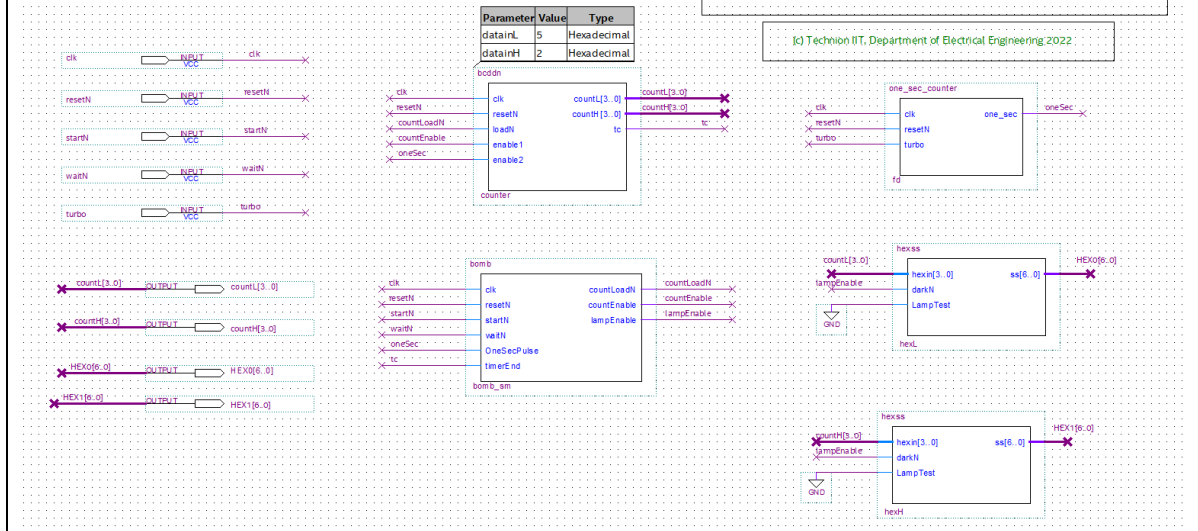 Parameter Value Type
datainL 5 Hexadecimal
datainH 2 Hexadecimal
(c) Technion IIT, Department of Electrical Engineering 2022
clk INPUT VCC clk
resetN INPUT VCC resetN
startN INPUT VCC startN
waitN INPUT VCC waitN
turbo INPUT VCC turbo
bcddn
clk clk countL[3..0] countL[3..0]
resetN resetN countH[3..0] countH[3..0]
countLoadN loadN tc tc
countEnable enable1
oneSec enable2
counter
one_sec_counter
clk clk one_sec oneSec
resetN resetN
turbo turbo
fd
countL[3..0] OUTPUT countL[3..0]
countH[3..0] OUTPUT countH[3..0]
HEX0[6..0] OUTPUT HEX0[6..0]
HEX1[6..0] OUTPUT HEX1[6..0]
bomb
clk clk countLoadN countLoadN
resetN resetN countEnable countEnable
startN startN lampEnable lampEnable
waitN waitN
oneSec OneSecPulse
tc timerEnd
bomb_sm
hexss
countL[3..0] hexin[3..0] ss[6..0] HEX0[6..0]
lampEnable darkN
LampTest
GND
hexL
hexss
countH[3..0] hexin[3..0] ss[6..0] HEX1[6..0]
lampEnable darkN
LampTest
GND
hexH